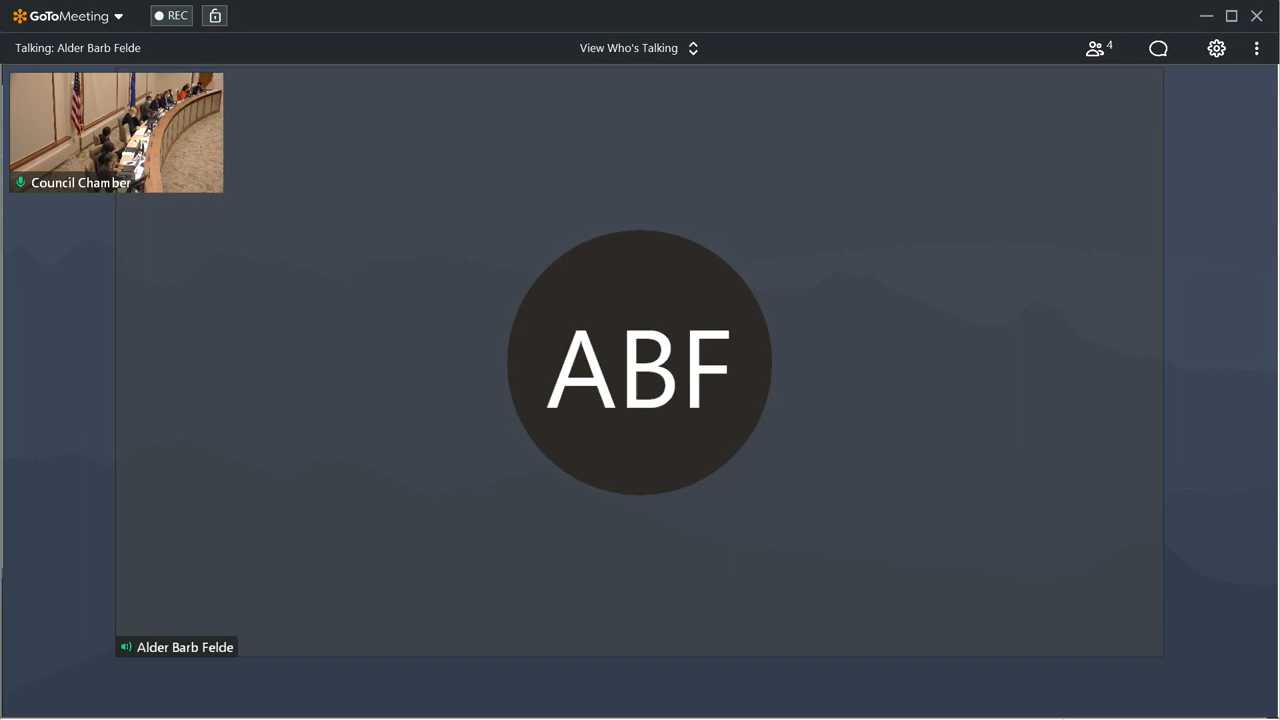 GoToMeeting
REC
Talking: Alder Barb Felde
View Who's Talking
4
Council Chamber
ABF
Alder Barb Felde